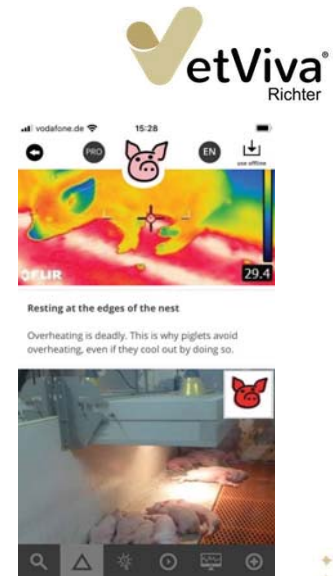 VetViva®
Richter
vodafone.de 15:28
PRO EN
use offline
FLIR
29.4
Resting at the edges of the nest
Overheating is deadly. This is why piglets avoid
overheating, even if they cool out by doing so.